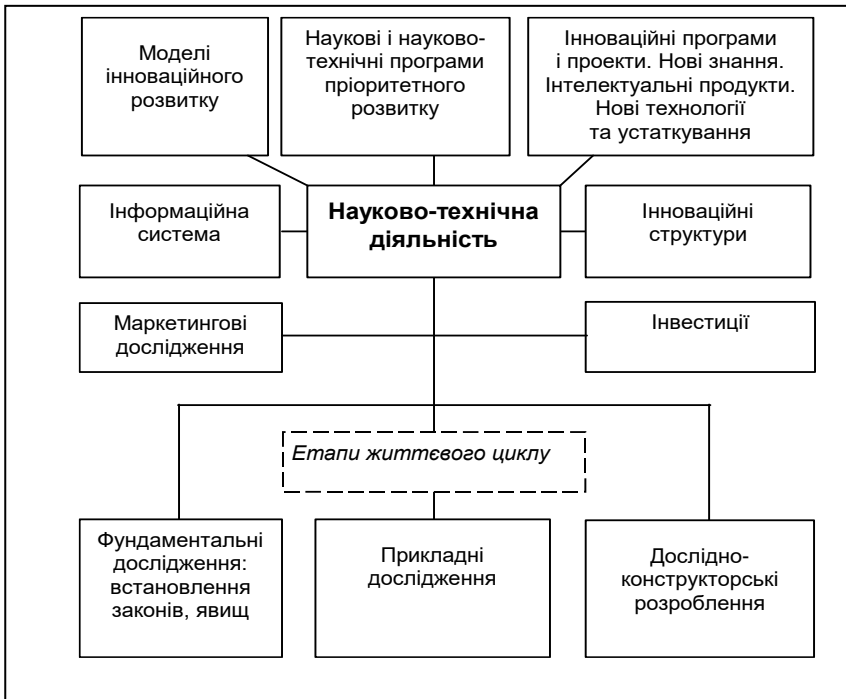 Моделі
інноваційного
розвитку
Наукові і науково-
технічні програми
пріоритетного
розвитку
Інноваційні програми
і проекти. Нові знання.
Інтелектуальні продукти.
Нові технології
та устаткування
Інформаційна
система
Науково-технічна
діяльність
Інноваційні
структури
Маркетингові
дослідження
Інвестиції
Етапи життєвого циклу
Фундаментальні
дослідження:
встановлення
законів, явищ
Прикладні
дослідження
Дослідно-
конструкторські
розроблення